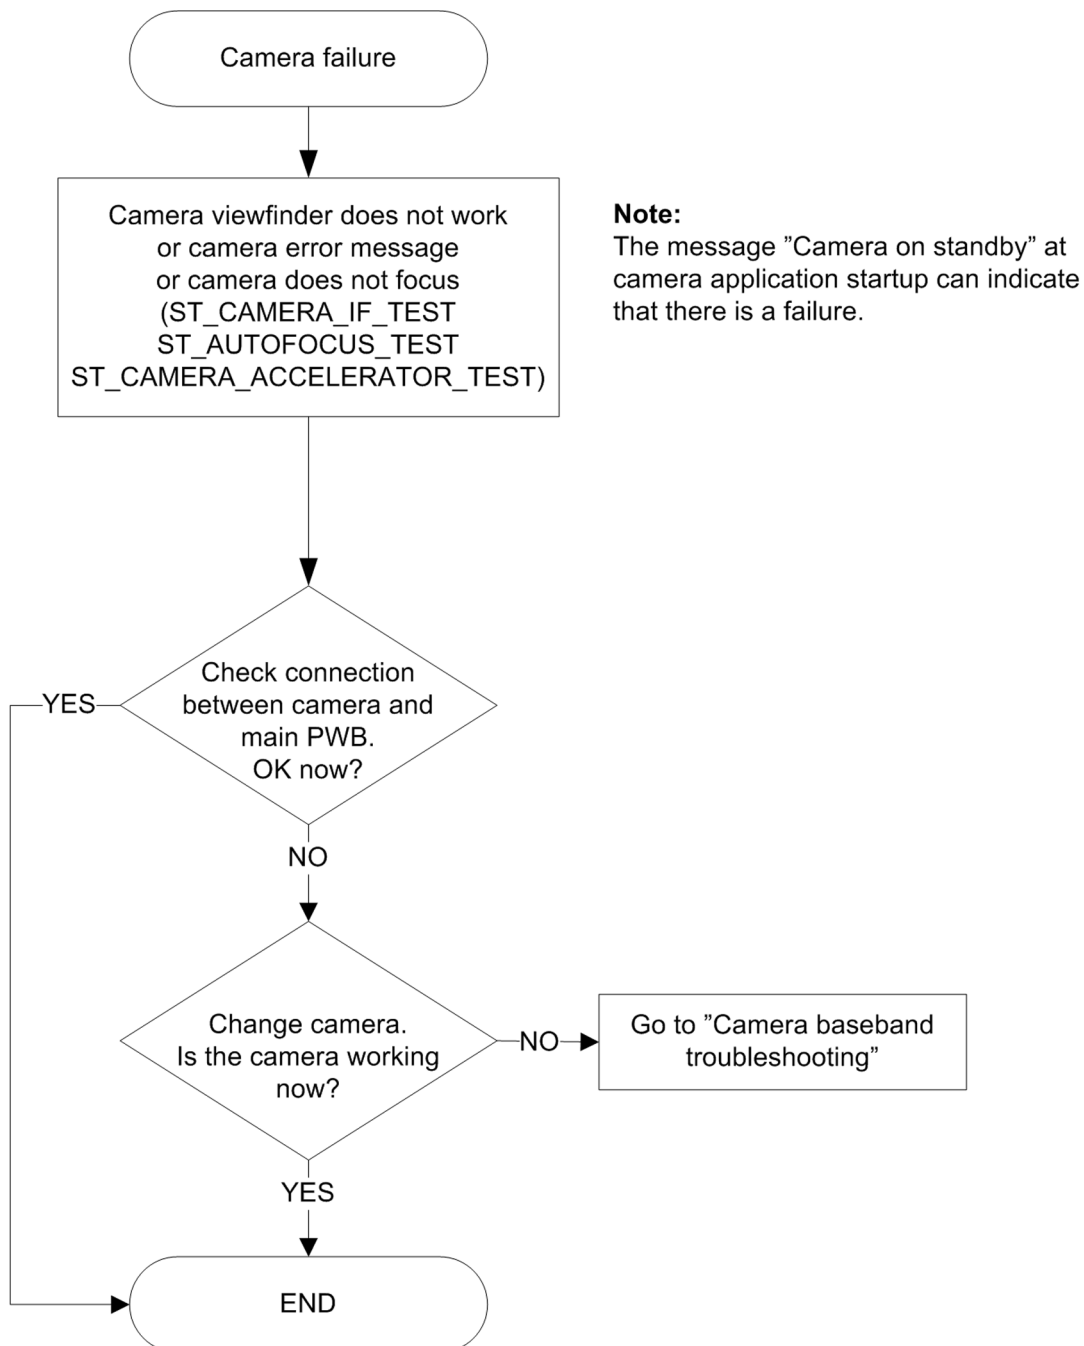 Camera failure
Camera viewfinder does not work
or camera error message
or camera does not focus
(ST_CAMERA_IF_TEST
ST_AUTOFOCUS_TEST
ST_CAMERA_ACCELERATOR_TEST)
Note:
The message ”Camera on standby” at
camera application startup can indicate
that there is a failure.
Check connection
between camera and
main PWB.
OK now?
YES
NO
Change camera.
Is the camera working
now?
NO
Go to ”Camera baseband
troubleshooting”
YES
END